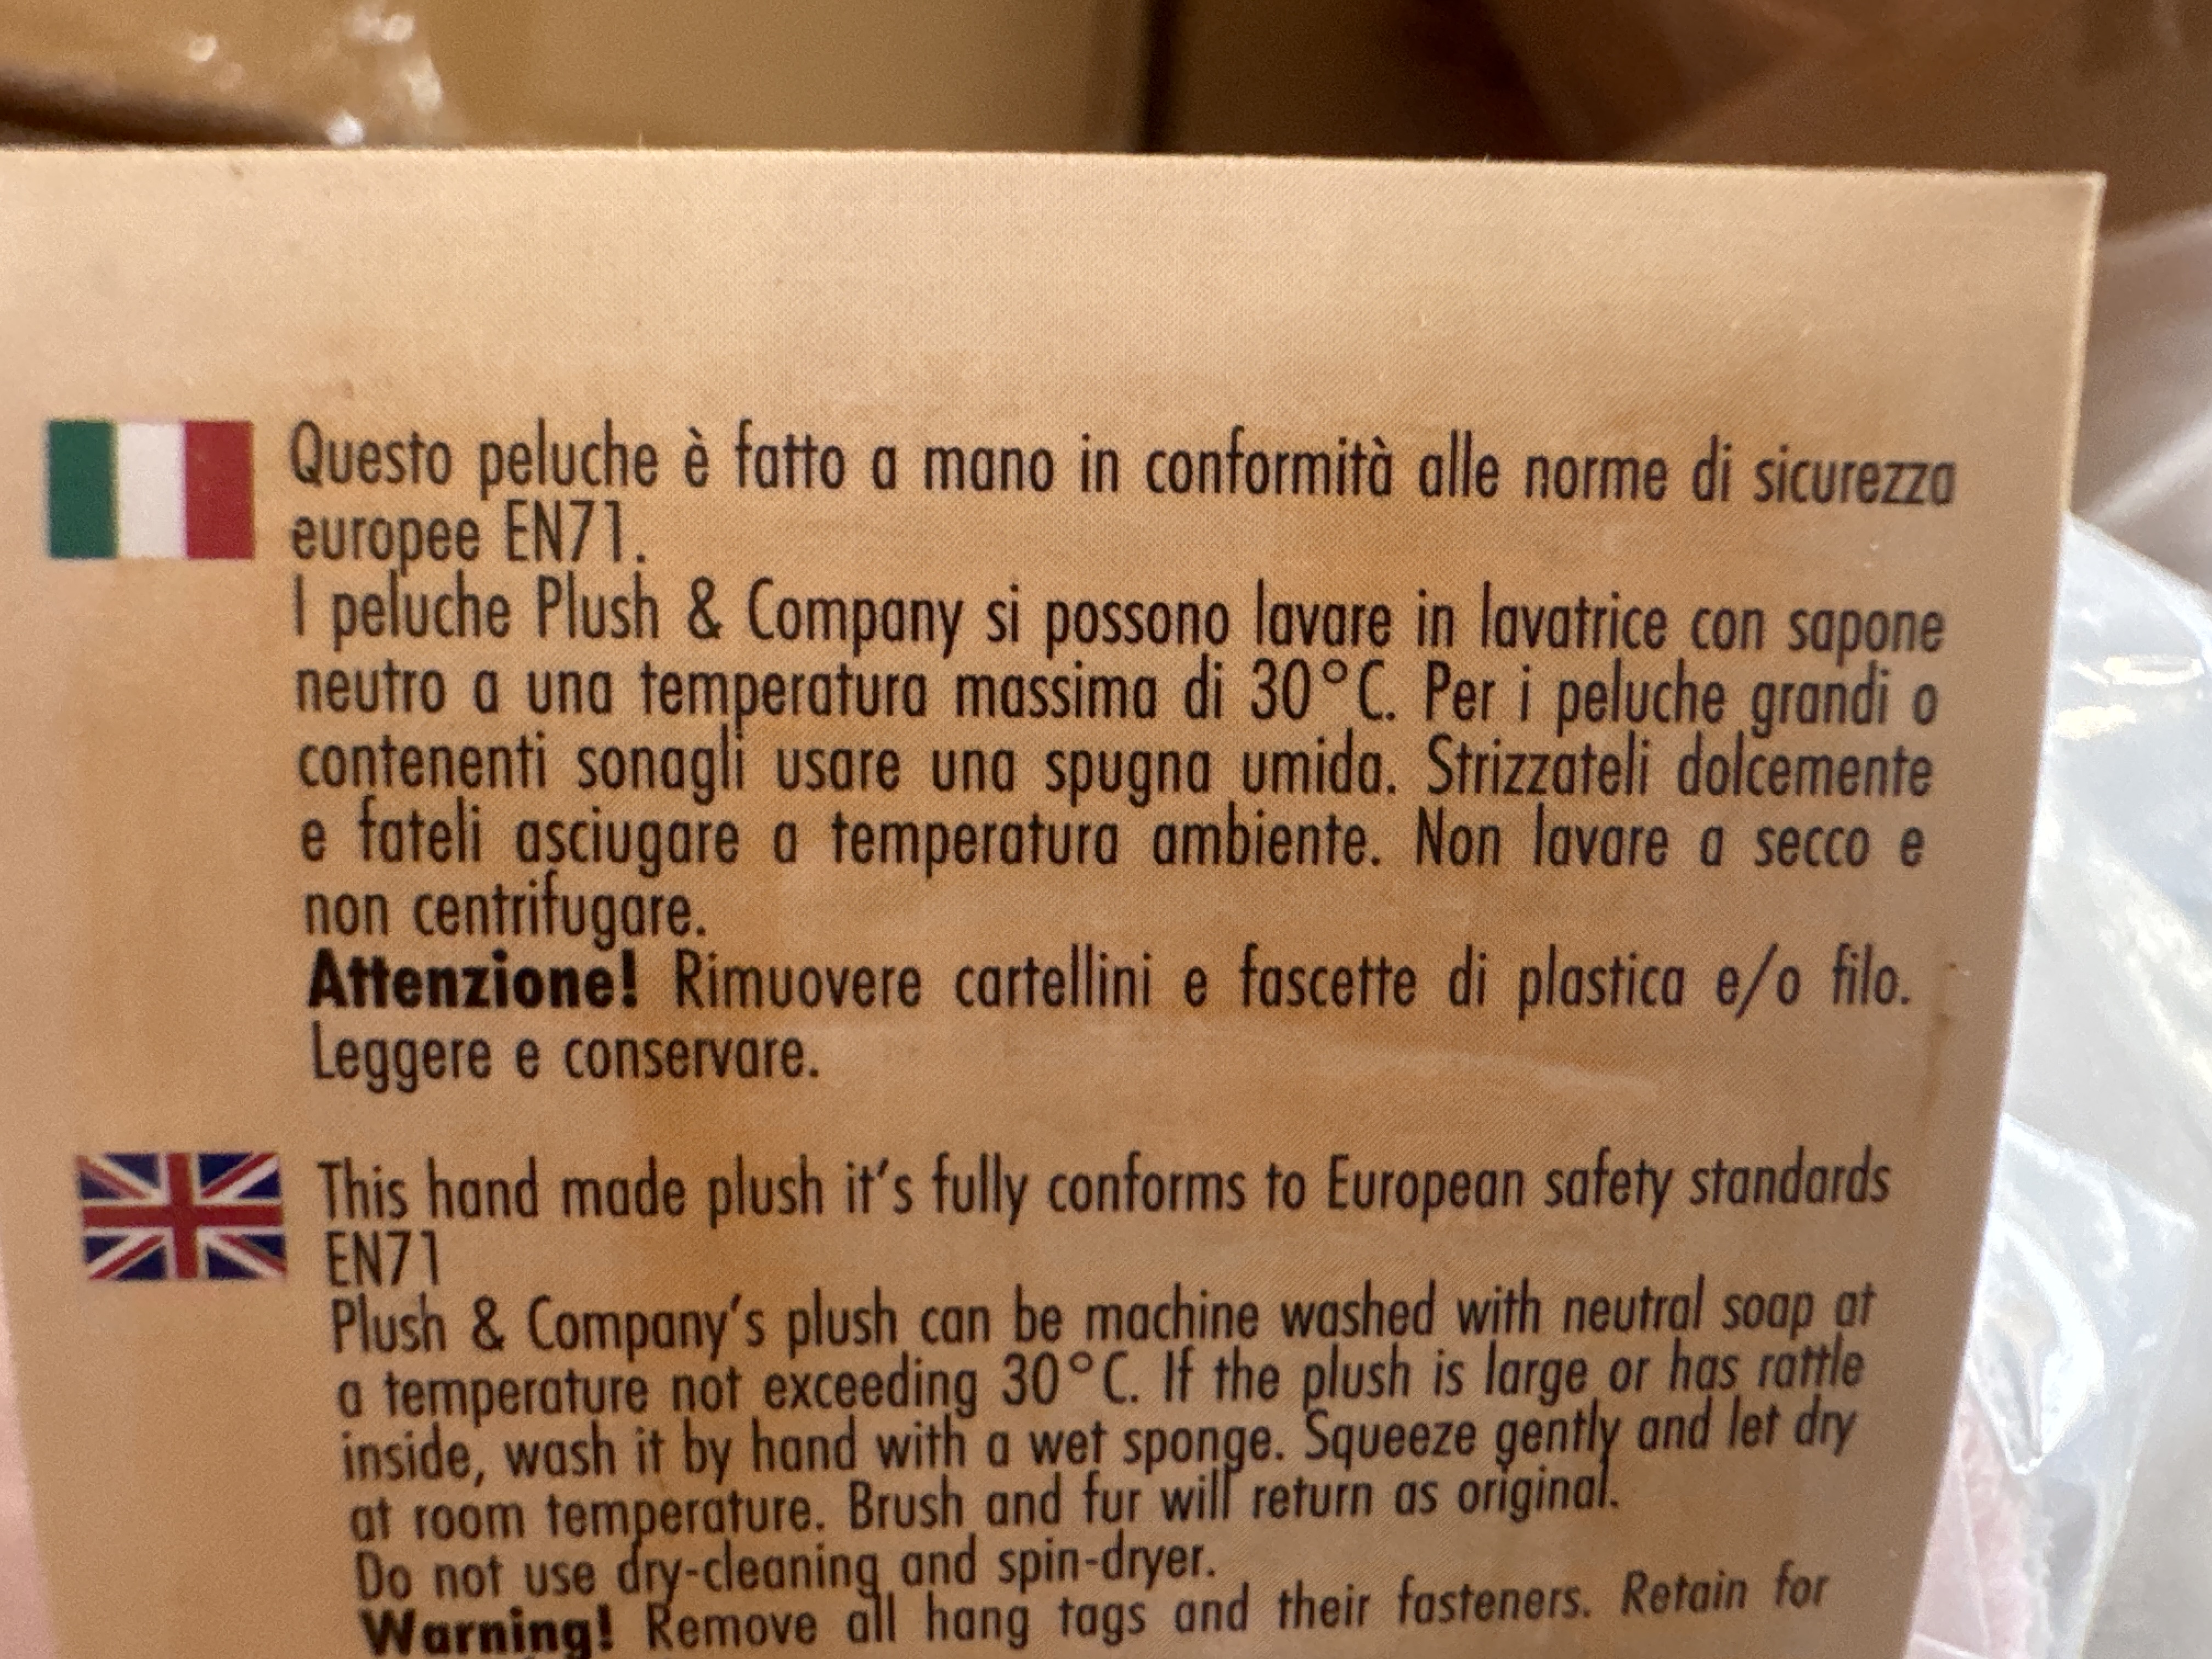 Questo peluche è fatto a mano in conformità alle norme di sicurezza
europee EN71.
I peluche Plush & Company si possono lavare in lavatrice con sapone
neutro a una temperatura massima di 30°C. Per i peluche grandi o
contenenti sonagli usare una spugna umida. Strizzateli dolcemente
e fateli asciugare a temperatura ambiente. Non lavare a secco e
non centrifugare.
Attenzione! Rimuovere cartellini e fascette di plastica e/o filo.
Leggere e conservare.
This hand made plush it's fully conforms to European safety standards
EN71
Plush & Company's plush can be machine washed with neutral soap at
a temperature not exceeding 30°C. If the plush is large or has rattle
inside, wash it by hand with a wet sponge. Squeeze gently and let dry
at room temperature. Brush and fur will return as original.
Do not use dry-cleaning and spin-dryer.
Warning! Remove all hang tags and their fasteners. Retain for